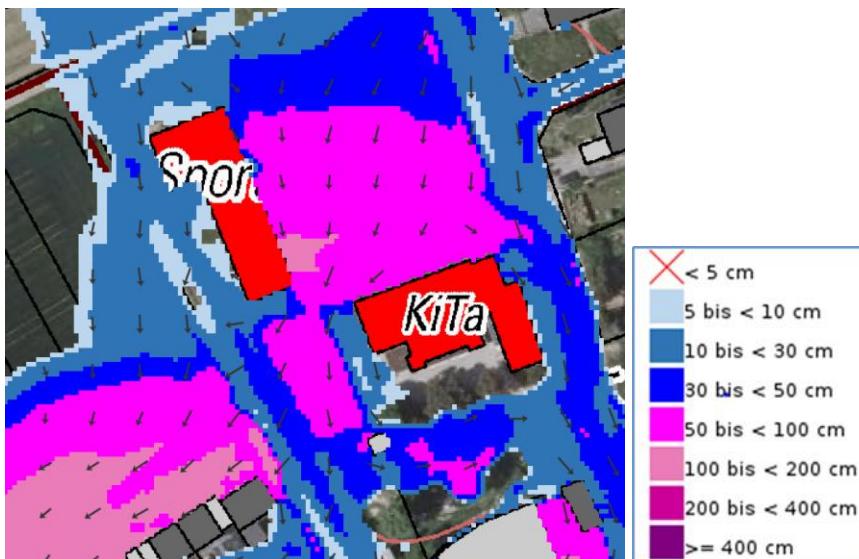 Spor
KiTa
< 5 cm
5 bis < 10 cm
10 bis < 30 cm
30 bis < 50 cm
50 bis < 100 cm
100 bis < 200 cm
200 bis < 400 cm
>= 400 cm